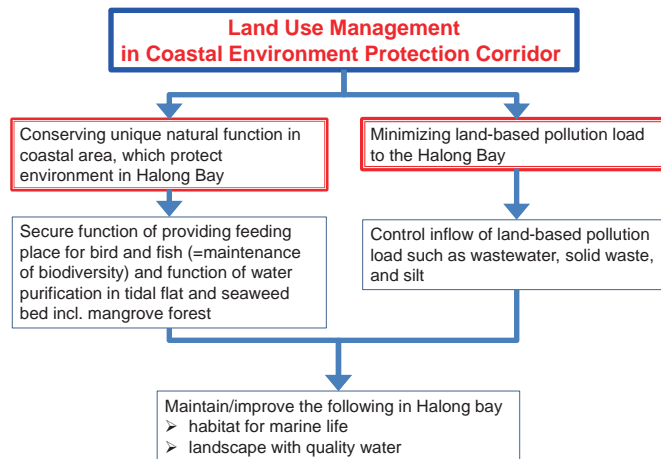 Land Use Management
in Coastal Environment Protection Corridor
Conserving unique natural function in
coastal area, which protect
environment in Halong Bay
Minimizing land-based pollution load
to the Halong Bay
Secure function of providing feeding
place for bird and fish (=maintenance
of biodiversity) and function of water
purification in tidal flat and seaweed
bed incl. mangrove forest
Control inflow of land-based pollution
load such as wastewater, solid waste,
and silt
Maintain/improve the following in Halong bay
➢ habitat for marine life
➢ landscape with quality water